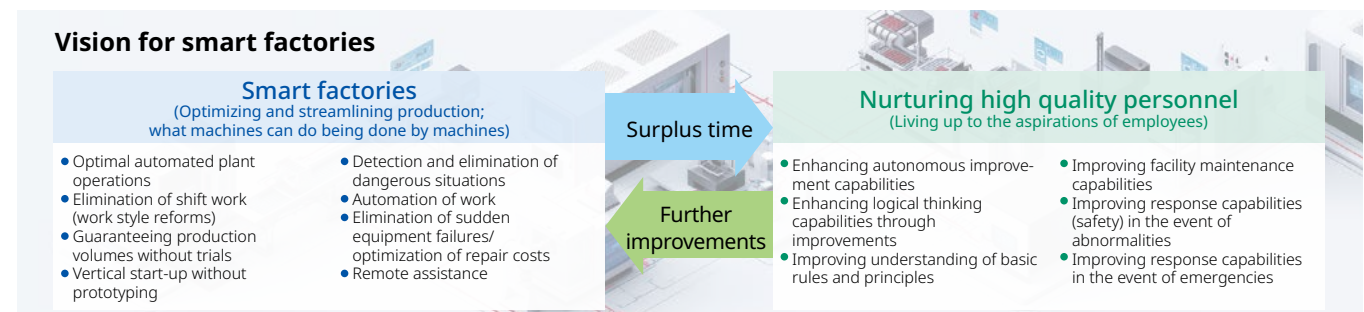 Vision for smart factories
Smart factories
(Optimizing and streamlining production;
what machines can do being done by machines)
● Optimal automated plant
operations
● Elimination of shift work
(work style reforms)
● Guaranteeing production
volumes without trials
● Vertical start-up without
prototyping
● Detection and elimination of
dangerous situations
● Automation of work
● Elimination of sudden
equipment failures/
optimization of repair costs
● Remote assistance
Surplus time
Further
improvements
Nurturing high quality personnel
(Living up to the aspirations of employees)
● Enhancing autonomous improve-
ment capabilities
● Enhancing logical thinking
capabilities through
improvements
● Improving understanding of basic
rules and principles
● Improving facility maintenance
capabilities
● Improving response capabilities
(safety) in the event of
abnormalities
● Improving response capabilities
in the event of emergencies